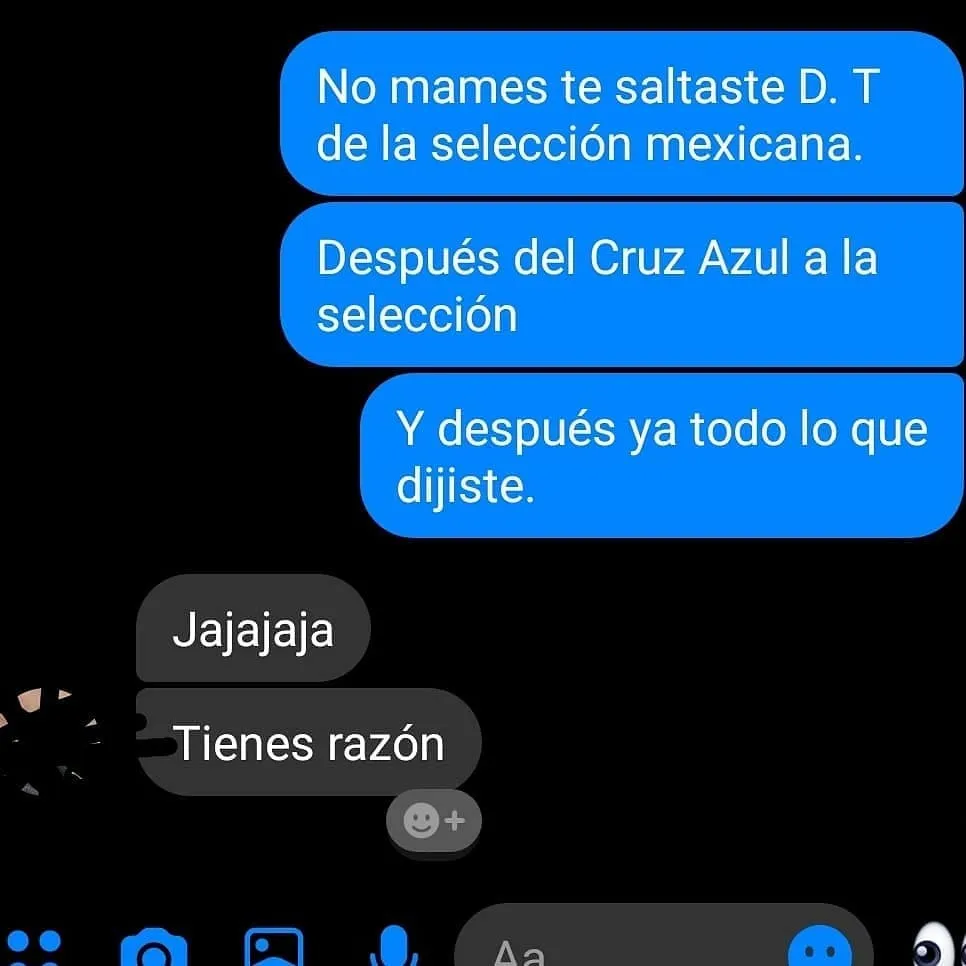 No mames te saltaste D. T
de la selección mexicana.
Después del Cruz Azul a la
selección
Y después ya todo lo que
dijiste.
Jajajaja
Tienes razón
Aa